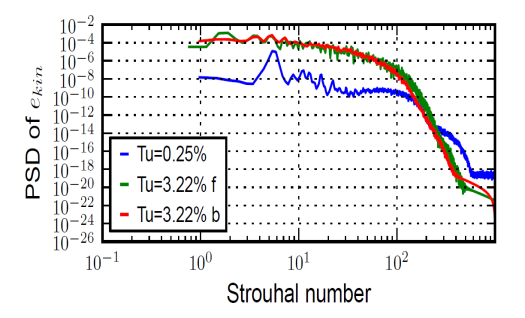 10^-2
10^-4
10^-6
10^-8
10^-10
10^-12
10^-14
10^-16
10^-18
10^-20
10^-22
10^-24
10^-26
PSD of e_kin
Tu=0.25%
Tu=3.22% f
Tu=3.22% b
10^-1 10^0 10^1 10^2
Strouhal number